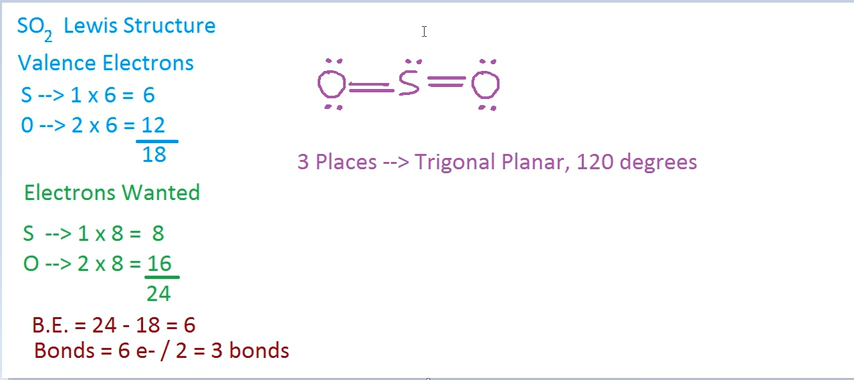 SO2 Lewis Structure
Valence Electrons
S --> 1 x 6 = 6
O --> 2 x 6 = 12
18
Electrons Wanted
S --> 1 x 8 = 8
O --> 2 x 8 = 16
24
B.E. = 24 - 18 = 6
Bonds = 6 e- / 2 = 3 bonds
O=S=O
3 Places --> Trigonal Planar, 120 degrees